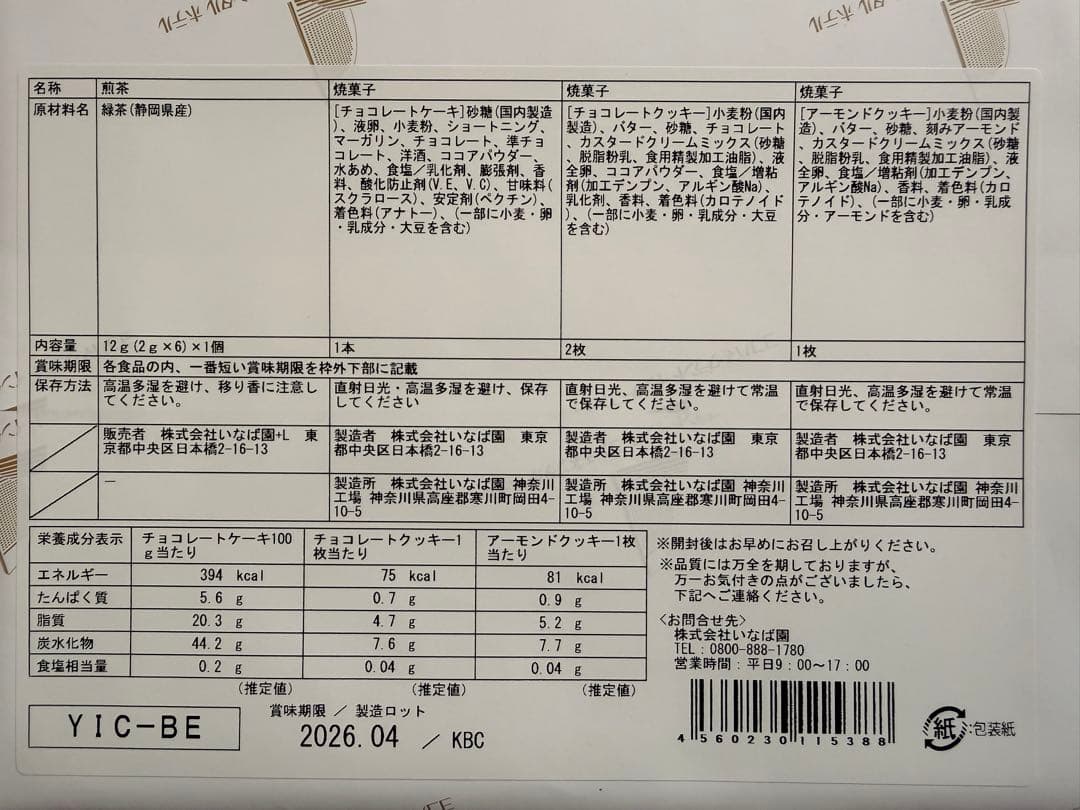 タル ホテル
名称 煎茶 焼菓子 焼菓子 焼菓子
原材料名
緑茶(静岡県産)
[チョコレートケーキ]砂糖(国内製造
)、液卵、小麦粉、ショートニング、
マーガリン、チョコレート、準チョ
コレート、洋酒、ココアパウダー、
水あめ、食塩／乳化剤、膨張剤、香
料、酸化防止剤(V.E、V.C)、甘味料(
スクラロース)、安定剤(ペクチン)、
着色料(アナトー)、(一部に小麦・卵
・乳成分・大豆を含む)
[チョコレートクッキー]小麦粉(国内
製造)、バター、砂糖、チョコレート
、カスタードクリームミックス(砂糖
、脱脂粉乳、食用精製加工油脂)、液
全卵、ココアパウダー、食塩／増粘
剤(加工デンプン、アルギン酸Na)、
乳化剤、香料、着色料(カロテノイド
)、(一部に小麦・卵・乳成分・大豆
を含む)
[アーモンドクッキー]小麦粉(国内製
造)、バター、砂糖、刻みアーモンド
、カスタードクリームミックス(砂糖
、脱脂粉乳、食用精製加工油脂)、液
全卵、食塩／増粘剤(加工デンプン、
アルギン酸Na)、香料、着色料(カロ
テノイド)、(一部に小麦・卵・乳成
分・アーモンドを含む)
内容量 12g(2g×6)×1個 1本 2枚 1枚
賞味期限 各食品の内、一番短い賞味期限を枠外下部に記載
保存方法
高温多湿を避け、移り香に注意し
てください。
直射日光・高温多湿を避け、保存
してください
直射日光、高温多湿を避けて常温
で保存してください。
直射日光、高温多湿を避けて常温
で保存してください。
販売者 株式会社いなば園+L 東
京都中央区日本橋2-16-13
製造者 株式会社いなば園 東京
都中央区日本橋2-16-13
製造者 株式会社いなば園 東京
都中央区日本橋2-16-13
製造者 株式会社いなば園 東京
都中央区日本橋2-16-13
－
製造所 株式会社いなば園 神奈川
工場 神奈川県高座郡寒川町岡田4-
10-5
製造所 株式会社いなば園 神奈川
工場 神奈川県高座郡寒川町岡田4-
10-5
製造所 株式会社いなば園 神奈川
工場 神奈川県高座郡寒川町岡田4-
10-5
栄養成分表示
チョコレートケーキ100
g当たり
チョコレートクッキー1
枚当たり
アーモンドクッキー1枚
当たり
エネルギー 394 kcal 75 kcal 81 kcal
たんぱく質 5.6 g 0.7 g 0.9 g
脂質 20.3 g 4.7 g 5.2 g
炭水化物 44.2 g 7.6 g 7.7 g
食塩相当量 0.2 g 0.04 g 0.04 g
(推定値) (推定値) (推定値)
※開封後はお早めにお召し上がりください。
※品質には万全を期しておりますが、
万一お気付きの点がございましたら、
下記へご連絡ください。
<お問合せ先>
株式会社いなば園
TEL：0800-888-1780
営業時間：平日9：00～17：00
YIC-BE
賞味期限 ／ 製造ロット
2026.04 ／ KBC
4560230115388
紙:包装紙